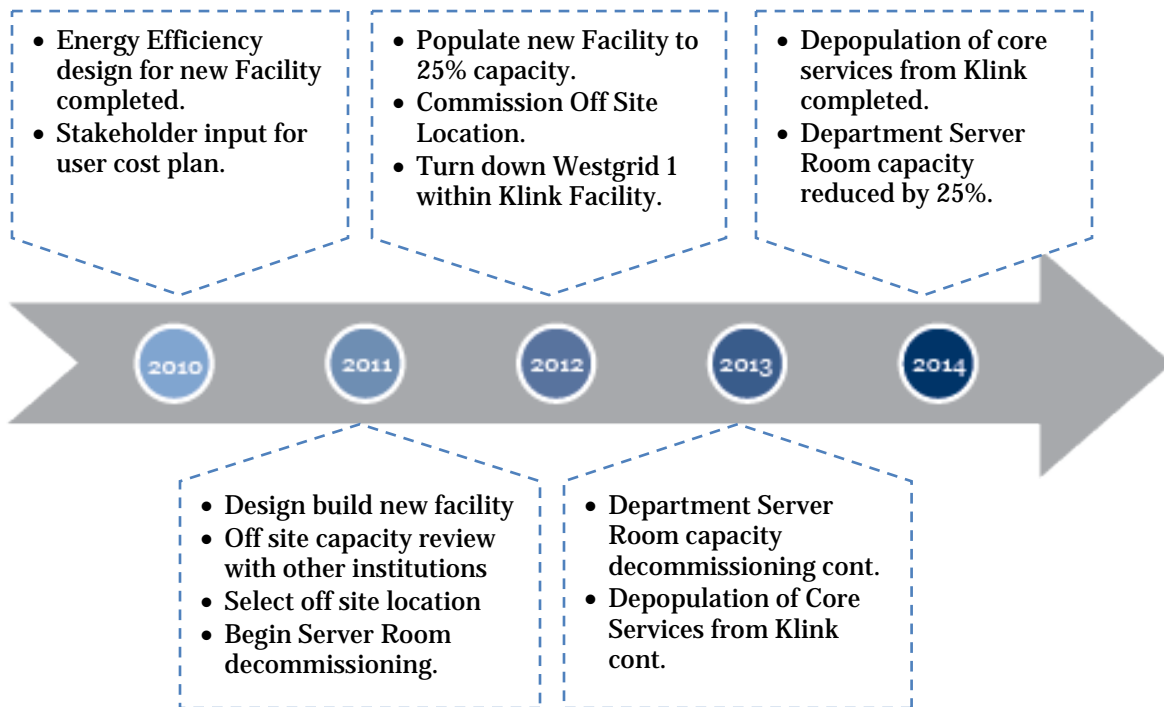 • Energy Efficiency
design for new Facility
completed.
• Stakeholder input for
user cost plan.
• Populate new Facility to
25% capacity.
• Commission Off Site
Location.
• Turn down Westgrid 1
within Klink Facility.
• Depopulation of core
services from Klink
completed.
• Department Server
Room capacity
reduced by 25%.
2010
2011
2012
2013
2014
• Design build new facility
• Off site capacity review
with other institutions
• Select off site location
• Begin Server Room
decommissioning.
• Department Server
Room capacity
decommissioning cont.
• Depopulation of Core
Services from Klink
cont.